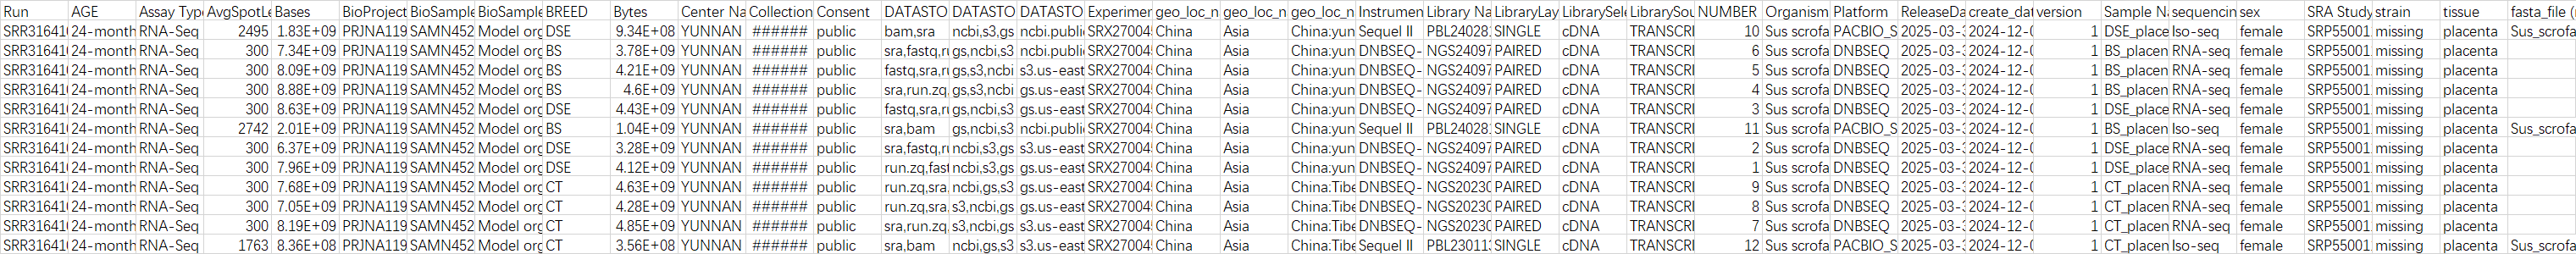 Run AGE Assay Typ AvgSpotLe Bases BioProject BioSample BioSampl BREED Bytes Center Na Collection Consent DATASTO DATASTO DATASTO Experimer geo_loc_n geo_loc_n geo_loc_n Instrumen Library Na LibraryLay LibrarySel LibrarySou NUMBER Organism Platform ReleaseDa create_dat version Sample N sequencin sex SRA Study strain tissue fasta_file (
SRR31641 24-month RNA-Seq 2495 1.83E+09 PRJNA119 SAMN452 Model org DSE 9.34E+08 YUNNAN ###### public bam,sra ncbi,s3,gs ncbi.publi SRX27004 China Asia China:yun Sequel II PBL24028 SINGLE cDNA TRANSCRI 10 Sus scrofa PACBIO_S 2025-03- 2024-12-0 1 DSE_place Iso-seq female SRP55001 missing placenta Sus_scrofa
SRR31641 24-month RNA-Seq 300 7.34E+09 PRJNA119 SAMN452 Model org BS 3.78E+09 YUNNAN ###### public sra,fastq,ru gs,ncbi,s3 ncbi.publi SRX27004 China Asia China:yun DNBSEQ- NGS24097 PAIRED cDNA TRANSCRI 6 Sus scrofa DNBSEQ 2025-03- 2024-12-0 1 BS_placen RNA-seq female SRP55001 missing placenta
SRR31641 24-month RNA-Seq 300 8.09E+09 PRJNA119 SAMN452 Model org BS 4.21E+09 YUNNAN ###### public fastq,sra,ru gs,s3,ncbi s3.us-east SRX27004 China Asia China:yun DNBSEQ- NGS24097 PAIRED cDNA TRANSCRI 5 Sus scrofa DNBSEQ 2025-03- 2024-12-0 1 BS_placen RNA-seq female SRP55001 missing placenta
SRR31641 24-month RNA-Seq 300 8.88E+09 PRJNA119 SAMN452 Model org BS 4.6E+09 YUNNAN ###### public sra,run.zq, gs,s3,ncbi gs.us-east SRX27004 China Asia China:yun DNBSEQ- NGS24097 PAIRED cDNA TRANSCRI 4 Sus scrofa DNBSEQ 2025-03- 2024-12-0 1 BS_placen RNA-seq female SRP55001 missing placenta
SRR31641 24-month RNA-Seq 300 8.63E+09 PRJNA119 SAMN452 Model org DSE 4.43E+09 YUNNAN ###### public fastq,sra,ru gs,ncbi,s3 gs.us-east SRX27004 China Asia China:yun DNBSEQ- NGS24097 PAIRED cDNA TRANSCRI 3 Sus scrofa DNBSEQ 2025-03- 2024-12-0 1 DSE_place RNA-seq female SRP55001 missing placenta
SRR31641 24-month RNA-Seq 2742 2.01E+09 PRJNA119 SAMN452 Model org BS 1.04E+09 YUNNAN ###### public sra,bam gs,ncbi,s3 ncbi.publi SRX27004 China Asia China:yun Sequel II PBL24028 SINGLE cDNA TRANSCRI 11 Sus scrofa PACBIO_S 2025-03- 2024-12-0 1 BS_placen Iso-seq female SRP55001 missing placenta Sus_scrofa
SRR31641 24-month RNA-Seq 300 6.37E+09 PRJNA119 SAMN452 Model org DSE 3.28E+09 YUNNAN ###### public sra,fastq,ru ncbi,s3,gs s3.us-east SRX27004 China Asia China:yun DNBSEQ- NGS24097 PAIRED cDNA TRANSCRI 2 Sus scrofa DNBSEQ 2025-03- 2024-12-0 1 DSE_place RNA-seq female SRP55001 missing placenta
SRR31641 24-month RNA-Seq 300 7.96E+09 PRJNA119 SAMN452 Model org DSE 4.12E+09 YUNNAN ###### public run.zq,fast ncbi,s3,gs gs.us-east SRX27004 China Asia China:yun DNBSEQ- NGS24097 PAIRED cDNA TRANSCRI 1 Sus scrofa DNBSEQ 2025-03- 2024-12-0 1 DSE_place RNA-seq female SRP55001 missing placenta
SRR31641 24-month RNA-Seq 300 7.68E+09 PRJNA119 SAMN452 Model org CT 4.63E+09 YUNNAN ###### public run.zq,sra, ncbi,gs,s3 gs.us-east SRX27004 China Asia China:Tibe DNBSEQ- NGS20230 PAIRED cDNA TRANSCRI 9 Sus scrofa DNBSEQ 2025-03- 2024-12-0 1 CT_placen RNA-seq female SRP55001 missing placenta
SRR31641 24-month RNA-Seq 300 7.05E+09 PRJNA119 SAMN452 Model org CT 4.28E+09 YUNNAN ###### public run.zq,sra, s3,ncbi,gs gs.us-east SRX27004 China Asia China:Tibe DNBSEQ- NGS20230 PAIRED cDNA TRANSCRI 8 Sus scrofa DNBSEQ 2025-03- 2024-12-0 1 CT_placen RNA-seq female SRP55001 missing placenta
SRR31641 24-month RNA-Seq 300 8.19E+09 PRJNA119 SAMN452 Model org CT 4.85E+09 YUNNAN ###### public sra,run.zq, s3,ncbi,gs s3.us-east SRX27004 China Asia China:Tibe DNBSEQ- NGS20230 PAIRED cDNA TRANSCRI 7 Sus scrofa DNBSEQ 2025-03- 2024-12-0 1 CT_placen RNA-seq female SRP55001 missing placenta
SRR31641 24-month RNA-Seq 1763 8.36E+08 PRJNA119 SAMN452 Model org CT 3.56E+08 YUNNAN ###### public sra,bam ncbi,gs,s3 s3.us-east SRX27004 China Asia China:Tibe Sequel II PBL23011 SINGLE cDNA TRANSCRI 12 Sus scrofa PACBIO_S 2025-03- 2024-12-0 1 CT_placen Iso-seq female SRP55001 missing placenta Sus_scrofa